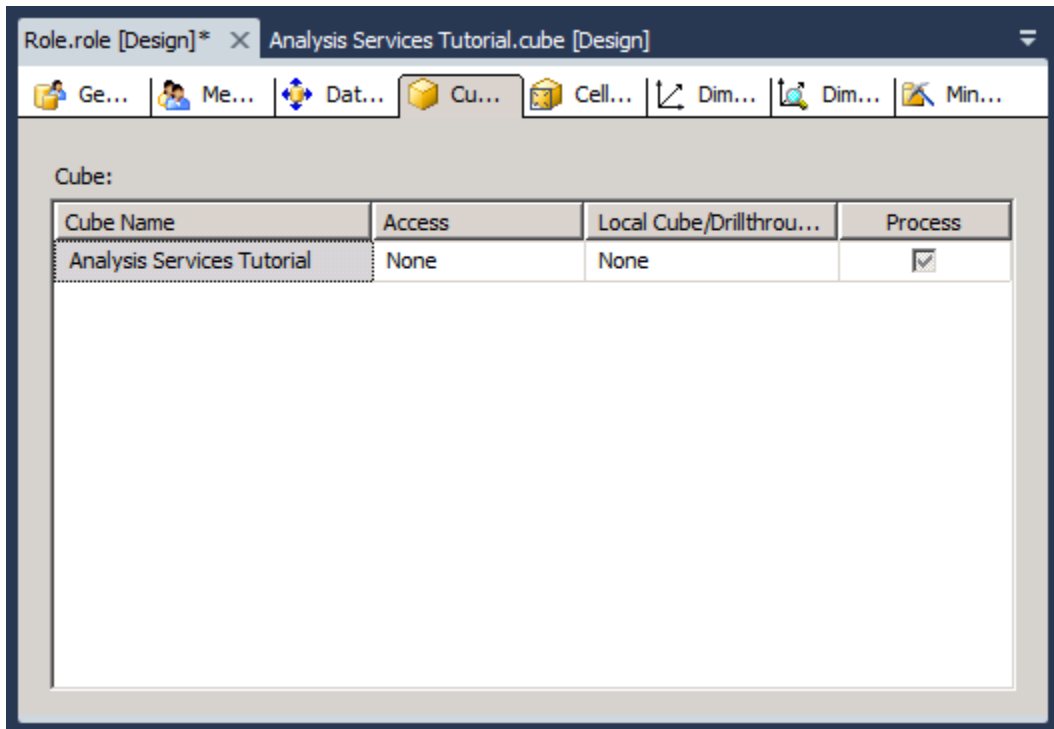 Role.role [Design]* Analysis Services Tutorial.cube [Design]
Ge... Me... Dat... Cu... Cell... Dim... Dim... Min...
Cube:
Cube Name Access Local Cube/Drillthrou... Process
Analysis Services Tutorial None None